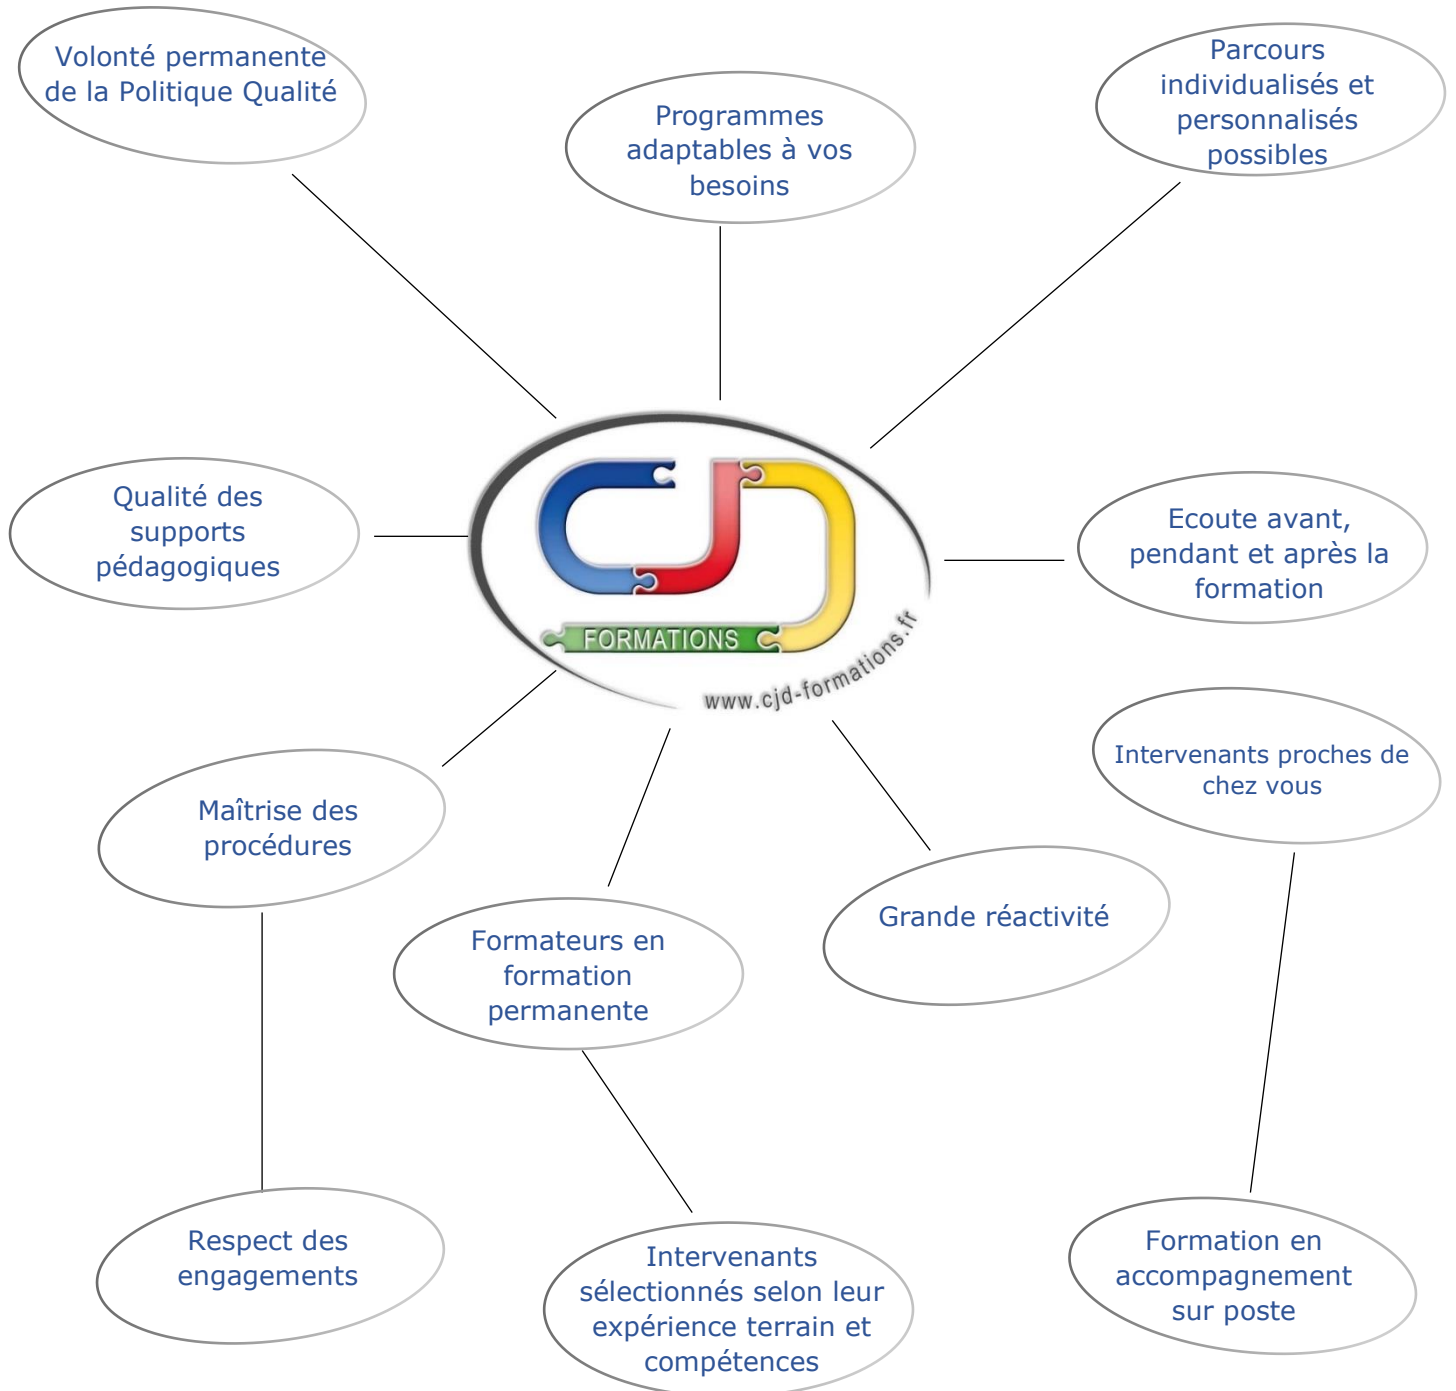 Volonté permanente
de la Politique Qualité
Programmes
adaptables à vos
besoins
Parcours
individualisés et
personnalisés
possibles
Qualité des
supports
pédagogiques
CJD
FORMATIONS
www.cjd-formations.fr
Ecoute avant,
pendant et après la
formation
Intervenants proches de
chez vous
Maîtrise des
procédures
Formateurs en
formation
permanente
Grande réactivité
Respect des
engagements
Intervenants
sélectionnés selon leur
expérience terrain et
compétences
Formation en
accompagnement
sur poste